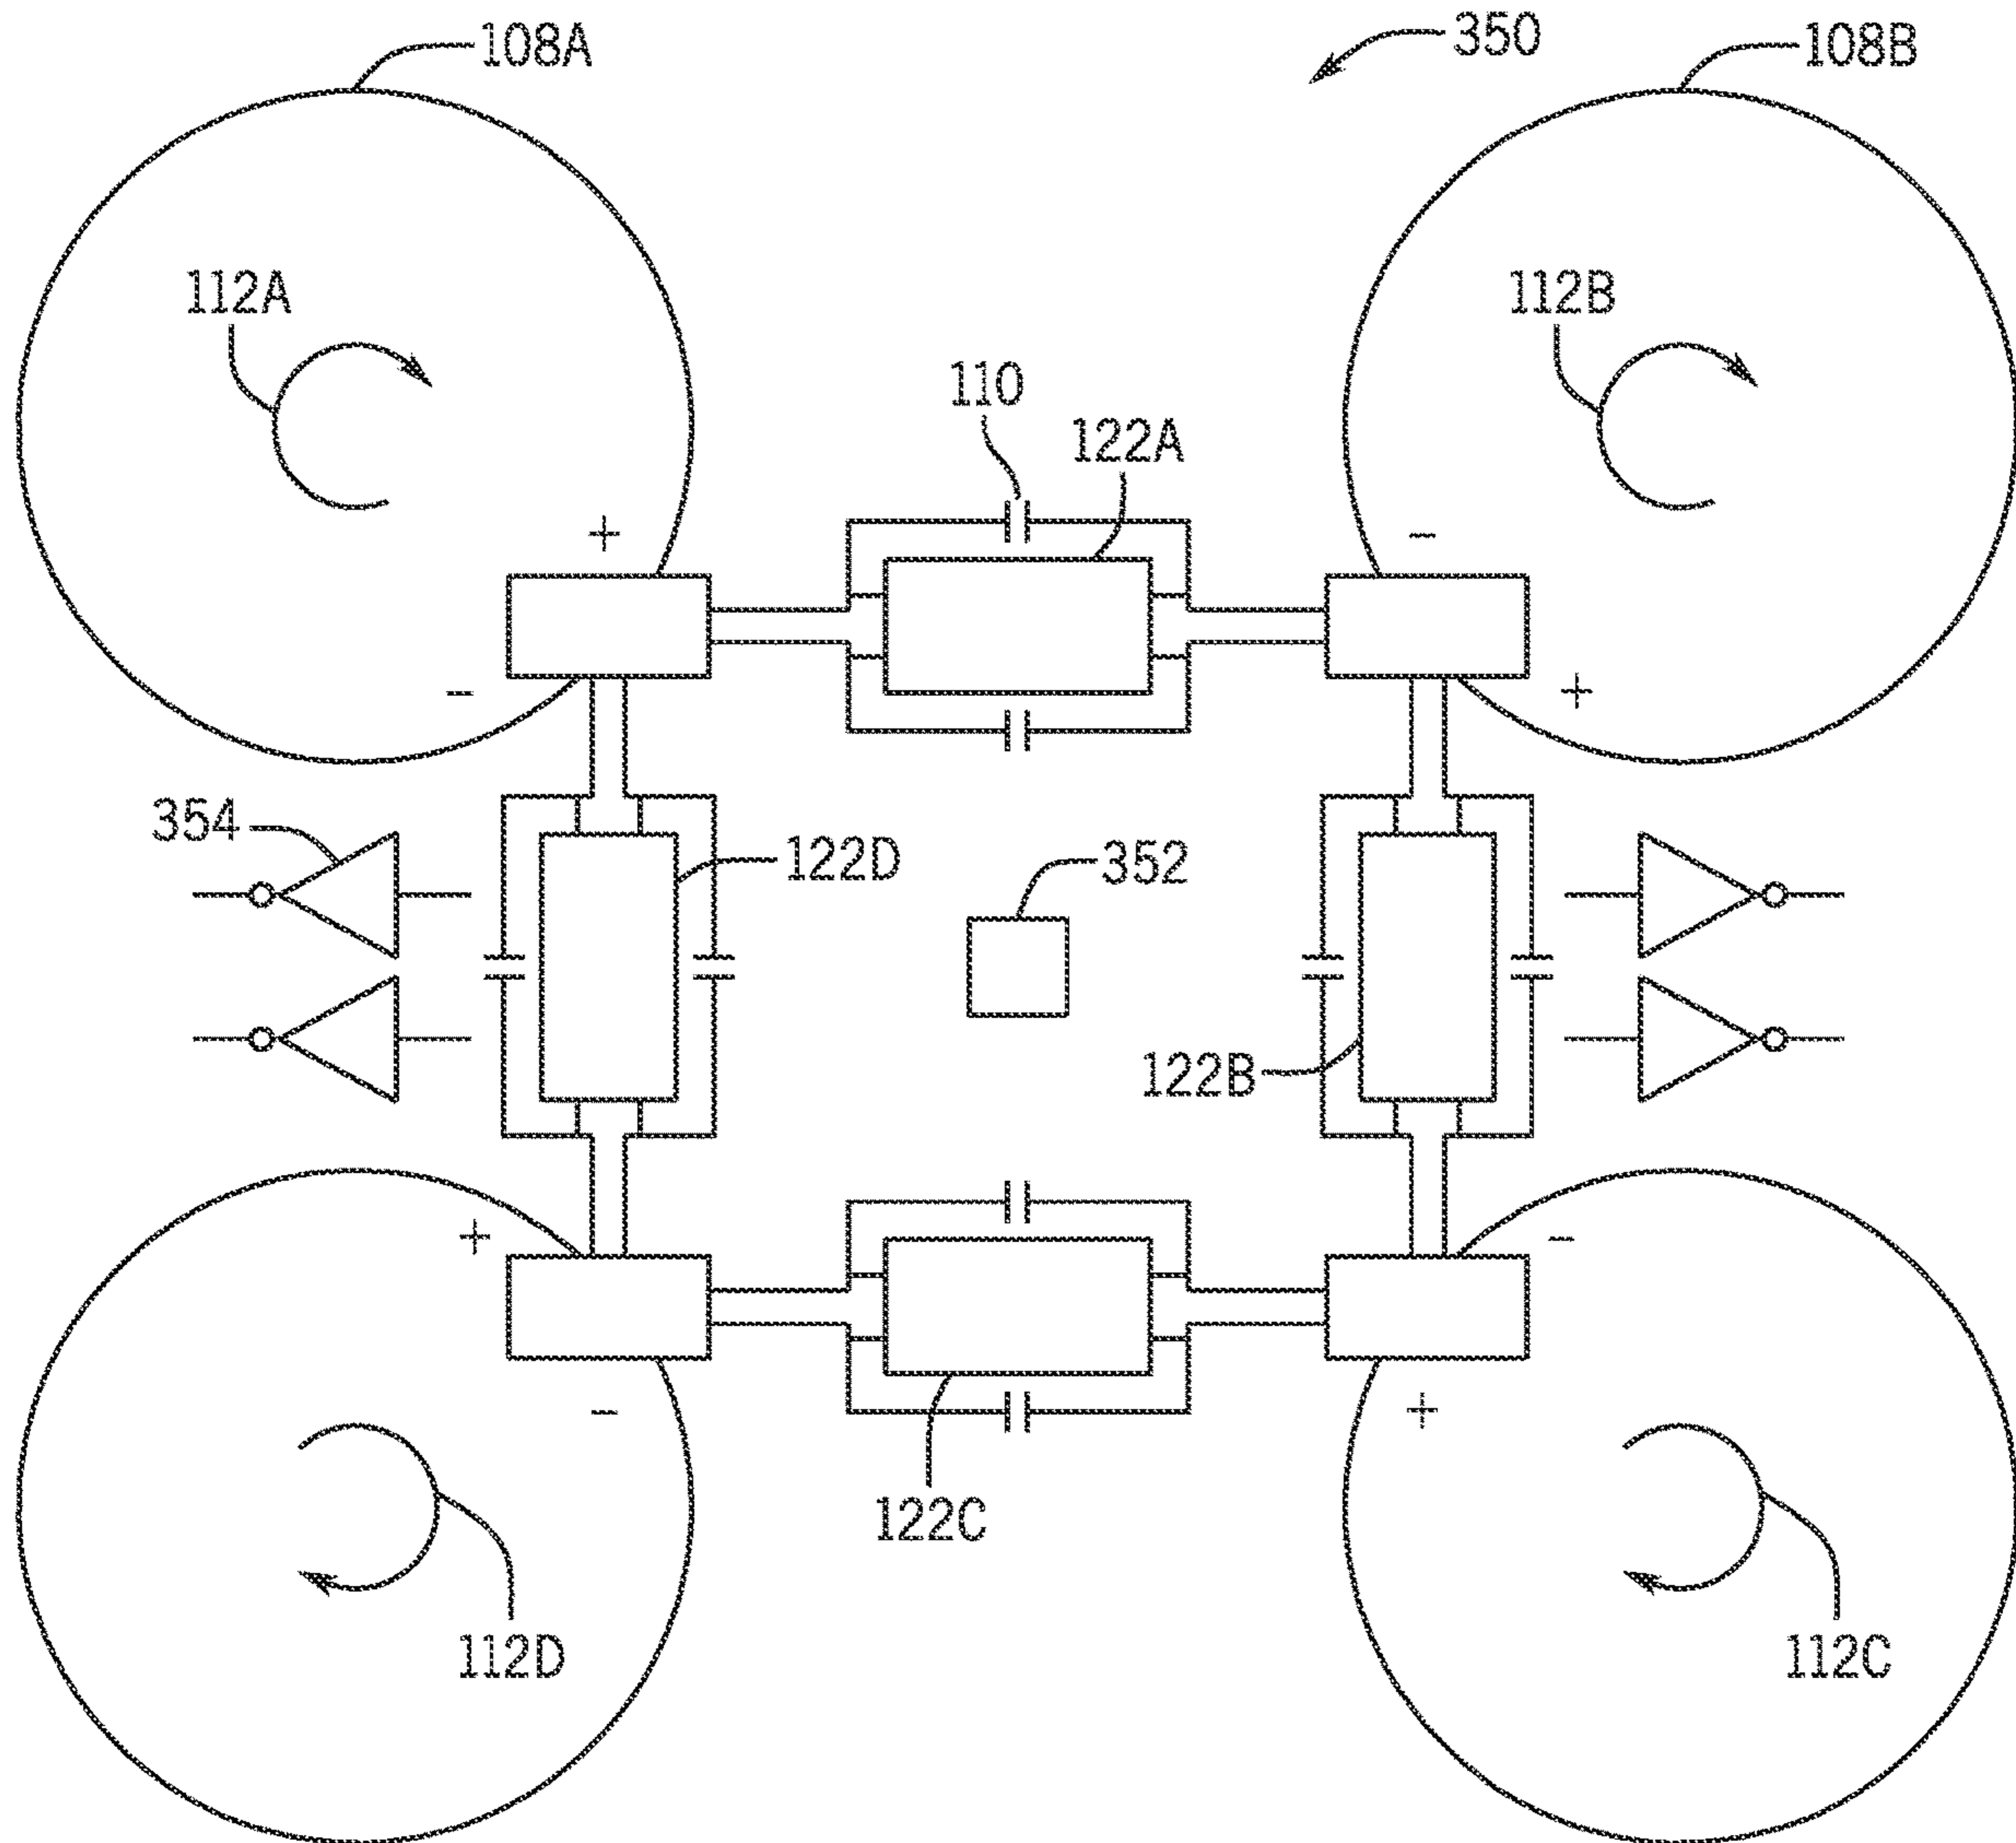 108A
350
108B
112A
112B
110
122A
+
-
-
+
354
122D
352
122B
+
-
-
+
122C
112D
112C